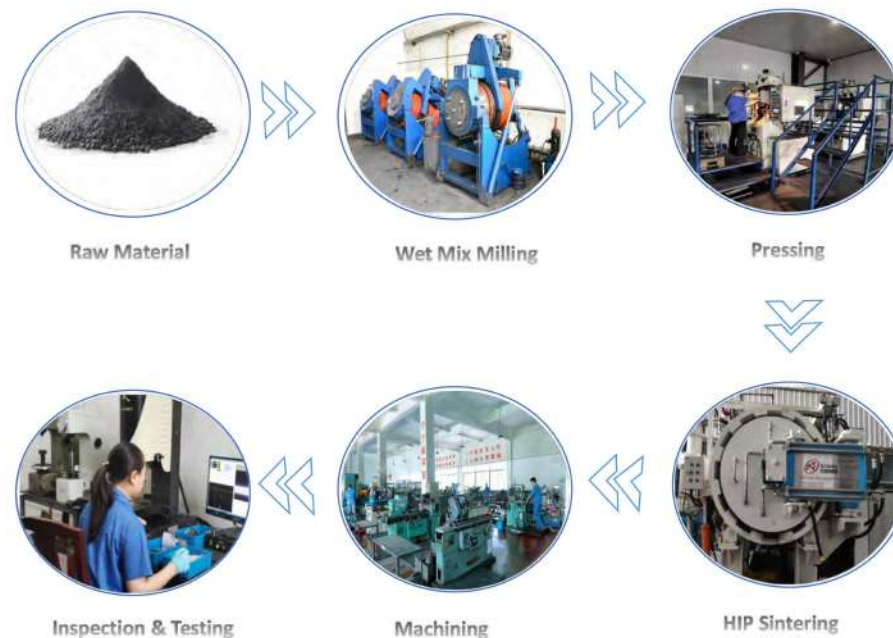 Raw Material
Wet Mix Milling
Pressing
HIP Sintering
Machining
Inspection & Testing